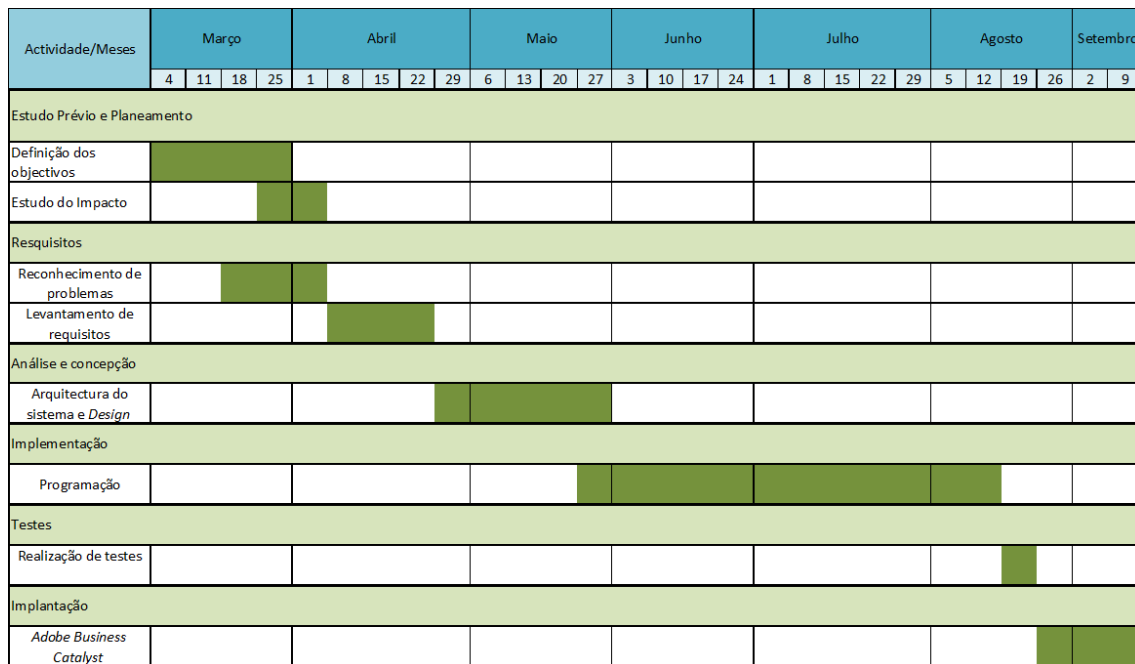 Actividade/Meses Março Abril Maio Junho Julho Agosto Setembro
4 11 18 25 1 8 15 22 29 6 13 20 27 3 10 17 24 1 8 15 22 29 5 12 19 26 2 9
Estudo Prévio e Planeamento
Definição dos
objectivos
Estudo do Impacto
Resquisitos
Reconhecimento de
problemas
Levantamento de
requisitos
Análise e concepção
Arquitectura do
sistema e Design
Implementação
Programação
Testes
Realização de testes
Implantação
Adobe Business
Catalyst